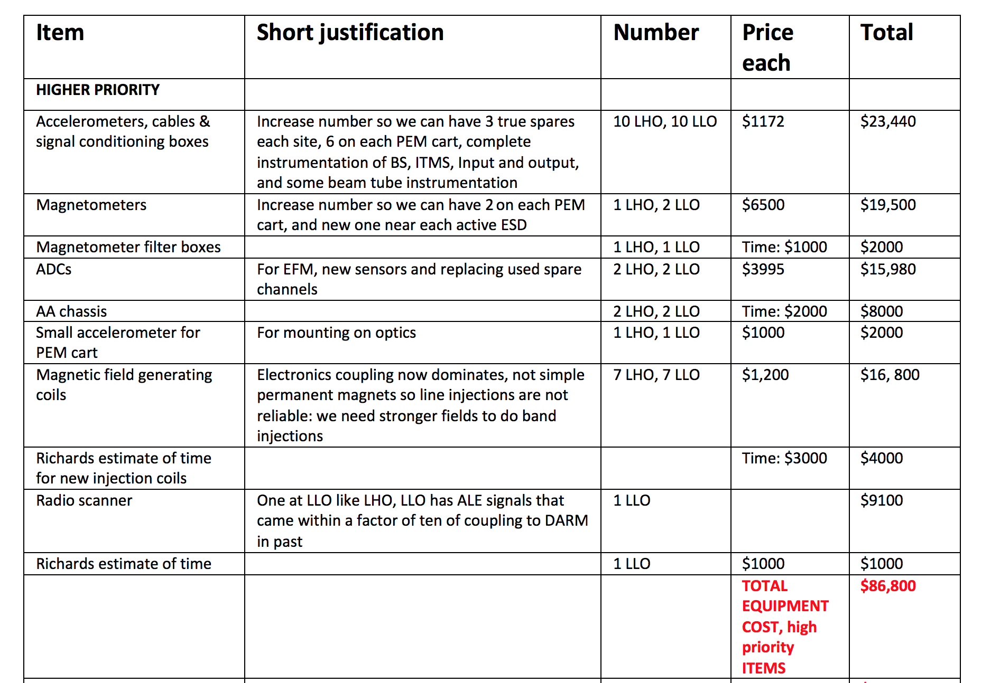 Item Short justification Number Price Total
each
HIGHER PRIORITY
Accelerometers, cables & Increase number so we can have 3 true spares 10 LHO, 10 LLO $1172 $23,440
signal conditioning boxes each site, 6 on each PEM cart, complete
instrumentation of BS, ITMS, Input and output,
and some beam tube instrumentation
Magnetometers Increase number so we can have 2 on each PEM 1 LHO, 2 LLO $6500 $19,500
cart, and new one near each active ESD
Magnetometer filter boxes 1 LHO, 1 LLO Time: $1000 $2000
ADCs For EFM, new sensors and replacing used spare 2 LHO, 2 LLO $3995 $15,980
channels
AA chassis 2 LHO, 2 LLO Time: $2000 $8000
Small accelerometer for For mounting on optics 1 LHO, 1 LLO $1000 $2000
PEM cart
Magnetic field generating Electronics coupling now dominates, not simple 7 LHO, 7 LLO $1,200 $16, 800
coils permanent magnets so line injections are not
reliable: we need stronger fields to do band
injections
Richards estimate of time Time: $3000 $4000
for new injection coils
Radio scanner One at LLO like LHO, LLO has ALE signals that 1 LLO $9100
came within a factor of ten of coupling to DARM
in past
Richards estimate of time 1 LLO $1000 $1000
TOTAL $86,800
EQUIPMENT
COST, high
priority
ITEMS